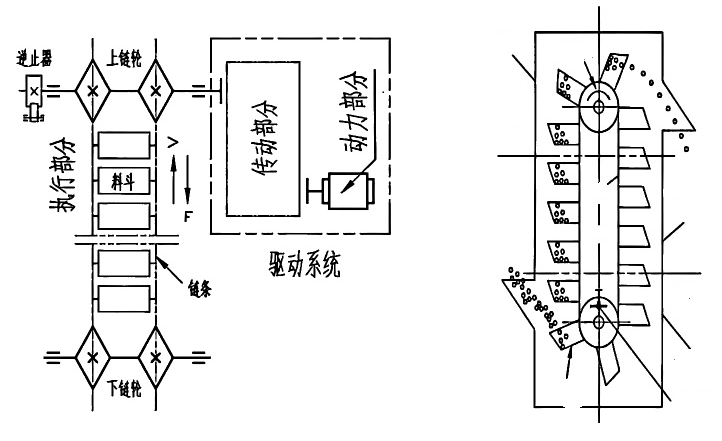 逆止器
上链轮
执行部分
料斗
V
F
传动部分
动力部分
驱动系统
链条
下链轮